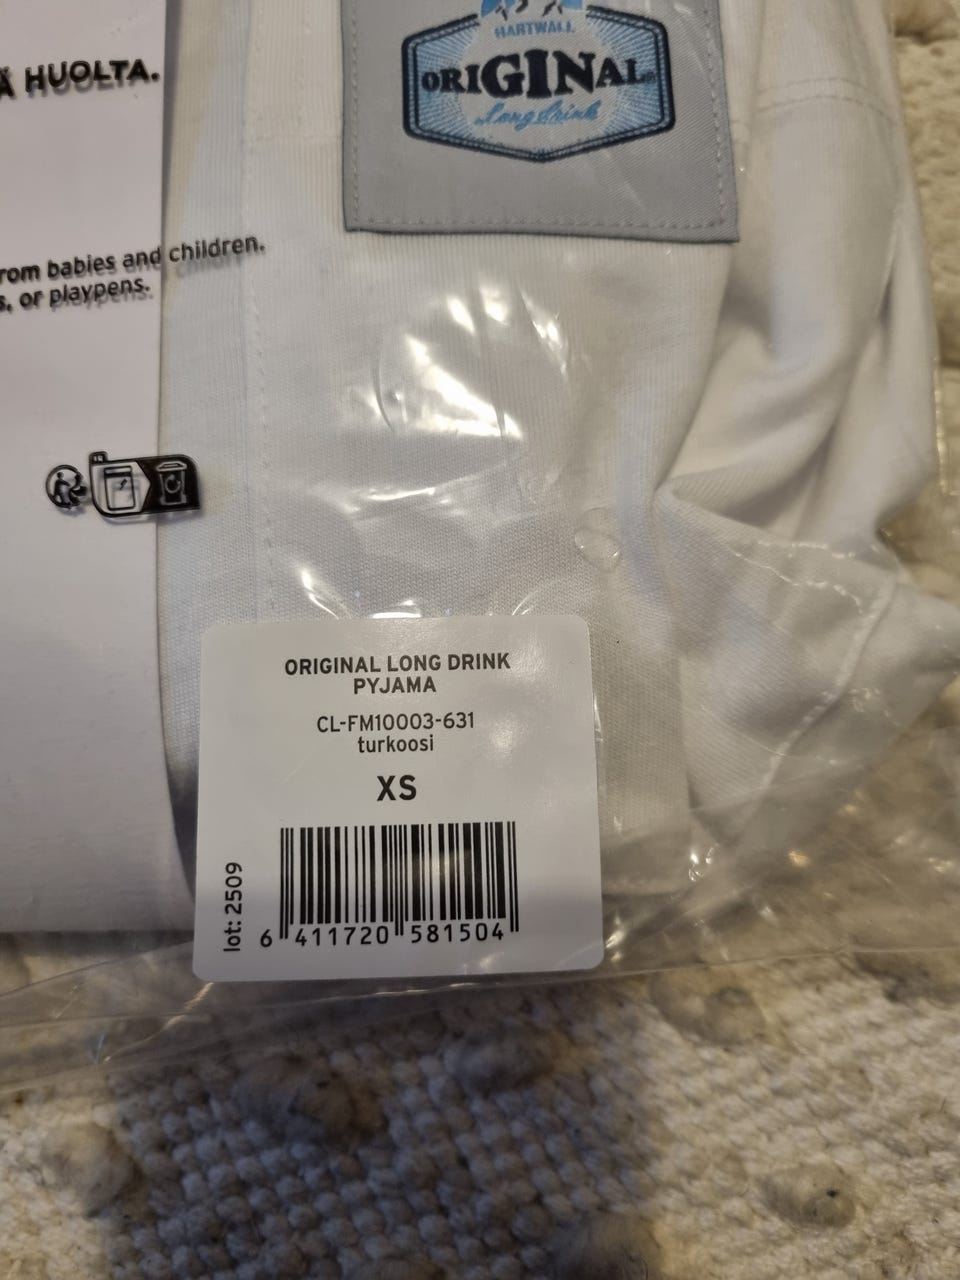 Ä HUOLTA.
HARTWALL
ORIGINAL®
Long Drink
rom babies and children.
s, or playpens.
ORIGINAL LONG DRINK
PYJAMA
CL-FM10003-631
turkoosi
XS
lot: 2509
6 411720 581504